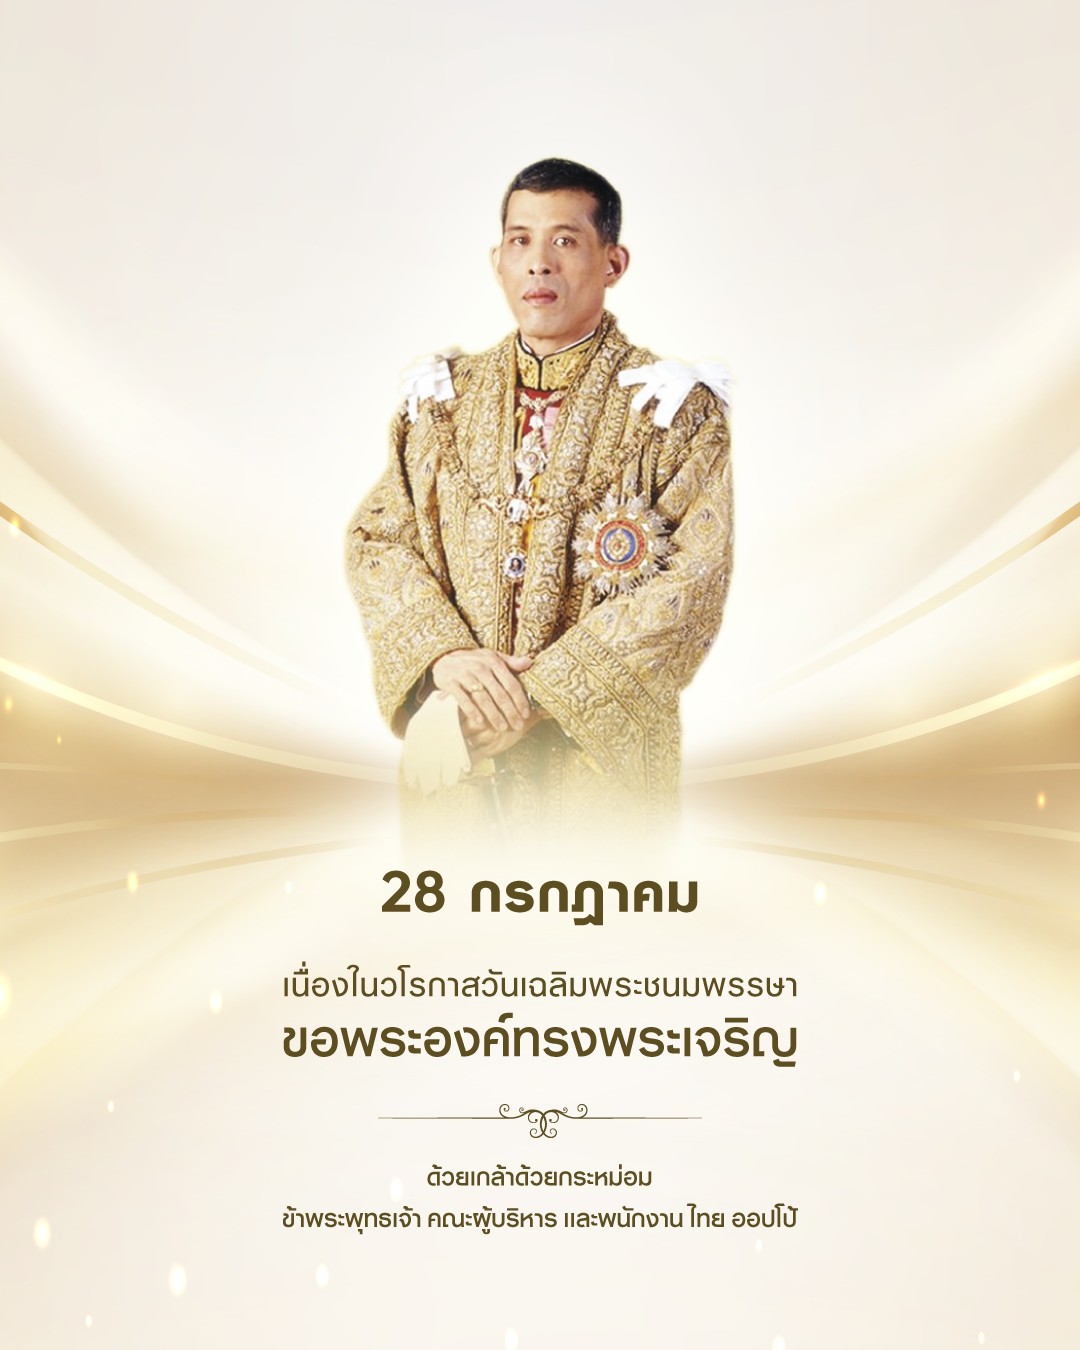 28 กรกฎาคม
เนื่องในวโรกาสวันเฉลิมพระชนมพรรษา
ขอพระองค์ทรงพระเจริญ
ด้วยเกล้าด้วยกระหม่อม
ข้าพระพุทธเจ้า คณะผู้บริหาร และพนักงาน ไทย ออปโป้